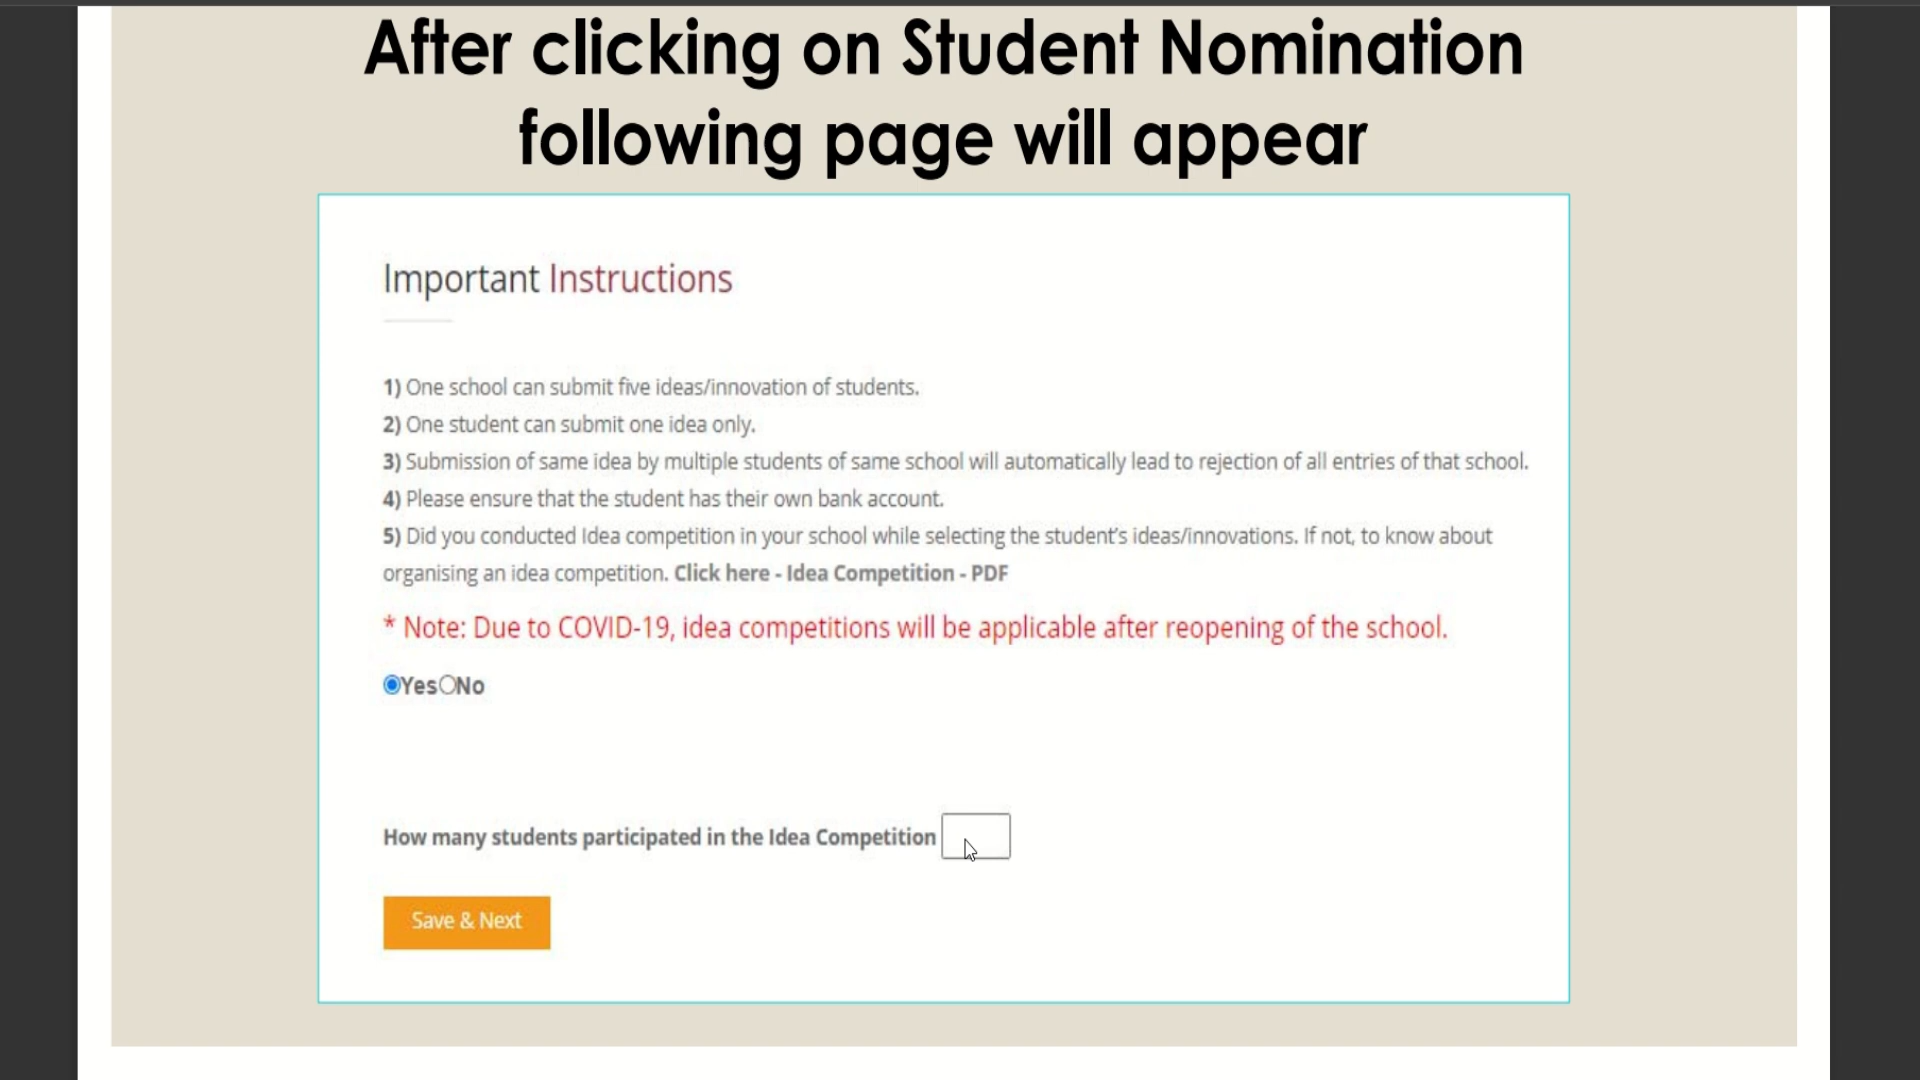 After clicking on Student Nomination
following page will appear
Important Instructions
1) One school can submit five ideas/innovation of students.
2) One student can submit one idea only.
3) Submission of same idea by multiple students of same school will automatically lead to rejection of all entries of that school.
4) Please ensure that the student has their own bank account.
5) Did you conducted Idea competition in your school while selecting the student's ideas/innovations. If not, to know about
organising an idea competition. Click here - Idea Competition - PDF
* Note: Due to COVID-19, idea competitions will be applicable after reopening of the school.
Yes No
How many students participated in the Idea Competition
Save & Next